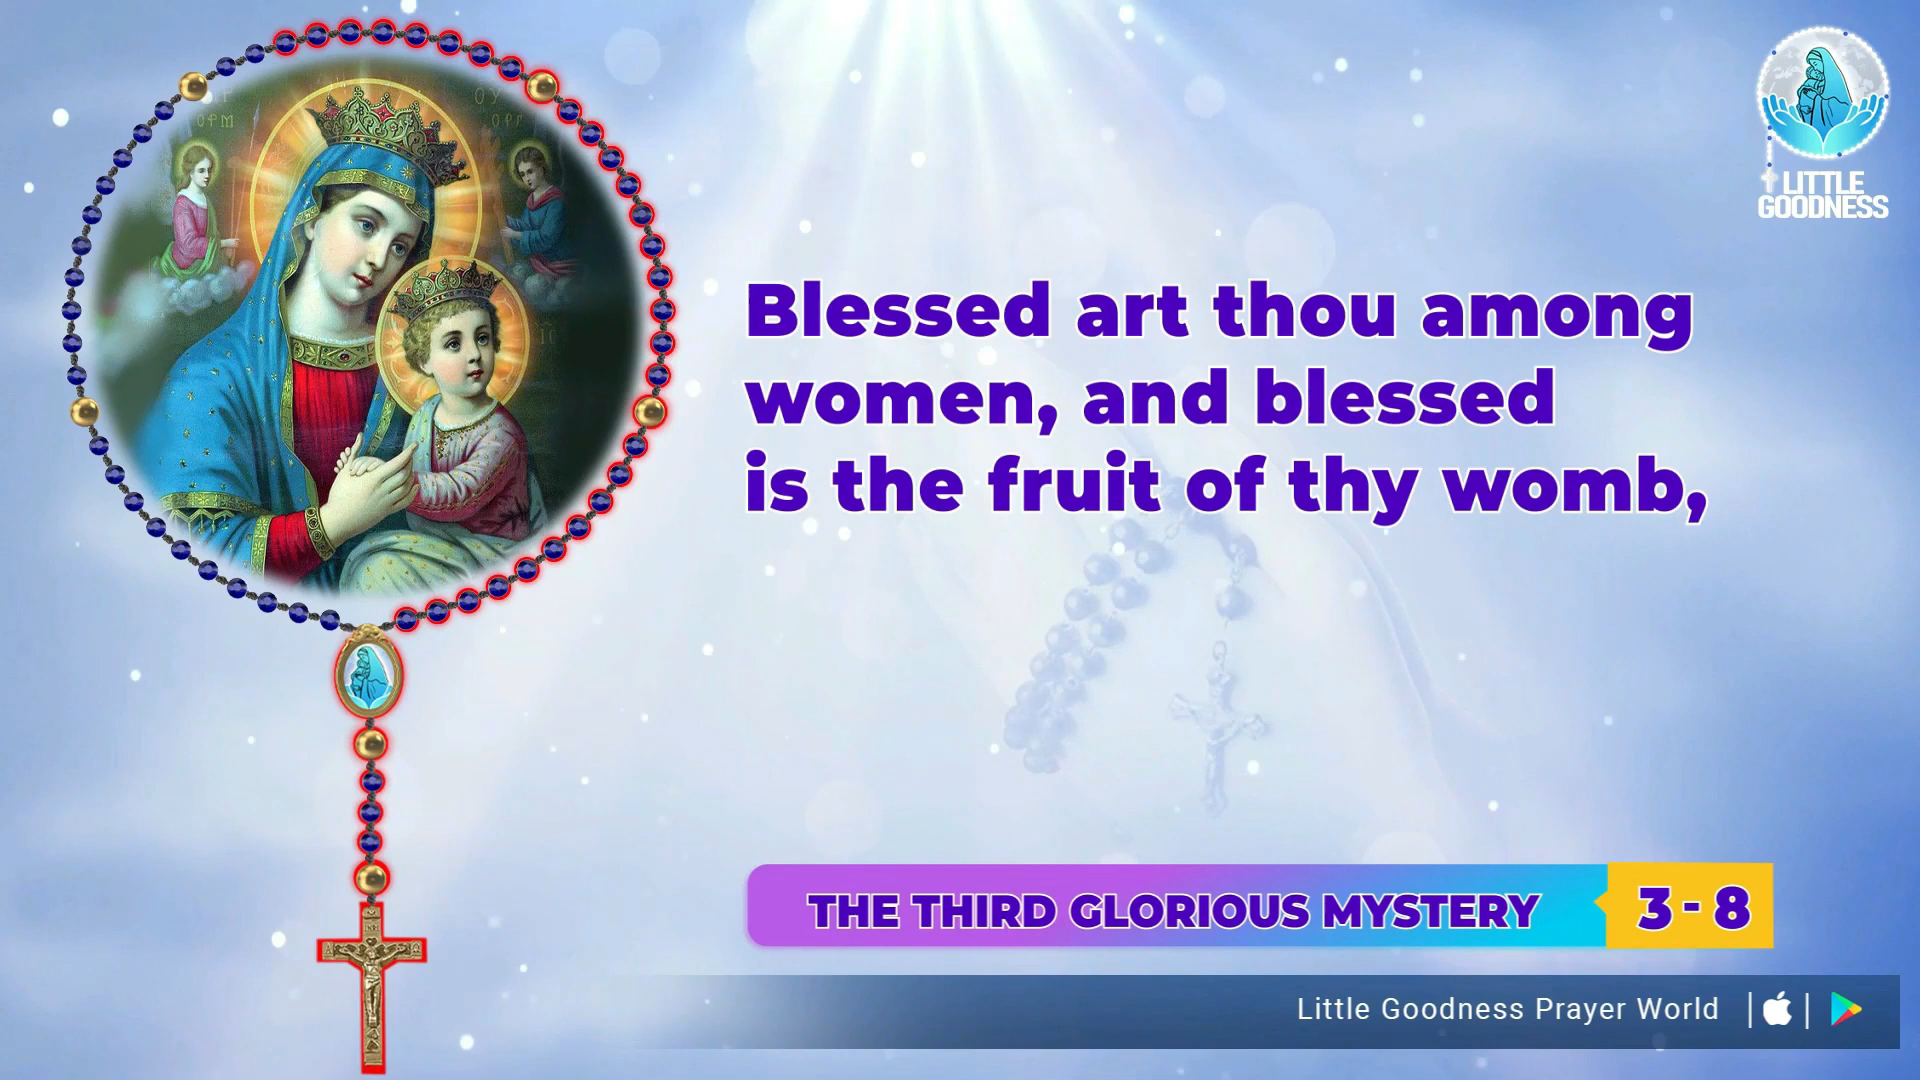 LITTLE
GOODNESS
Blessed art thou among
women, and blessed
is the fruit of thy womb,
THE THIRD GLORIOUS MYSTERY
3 - 8
Little Goodness Prayer World
INRI